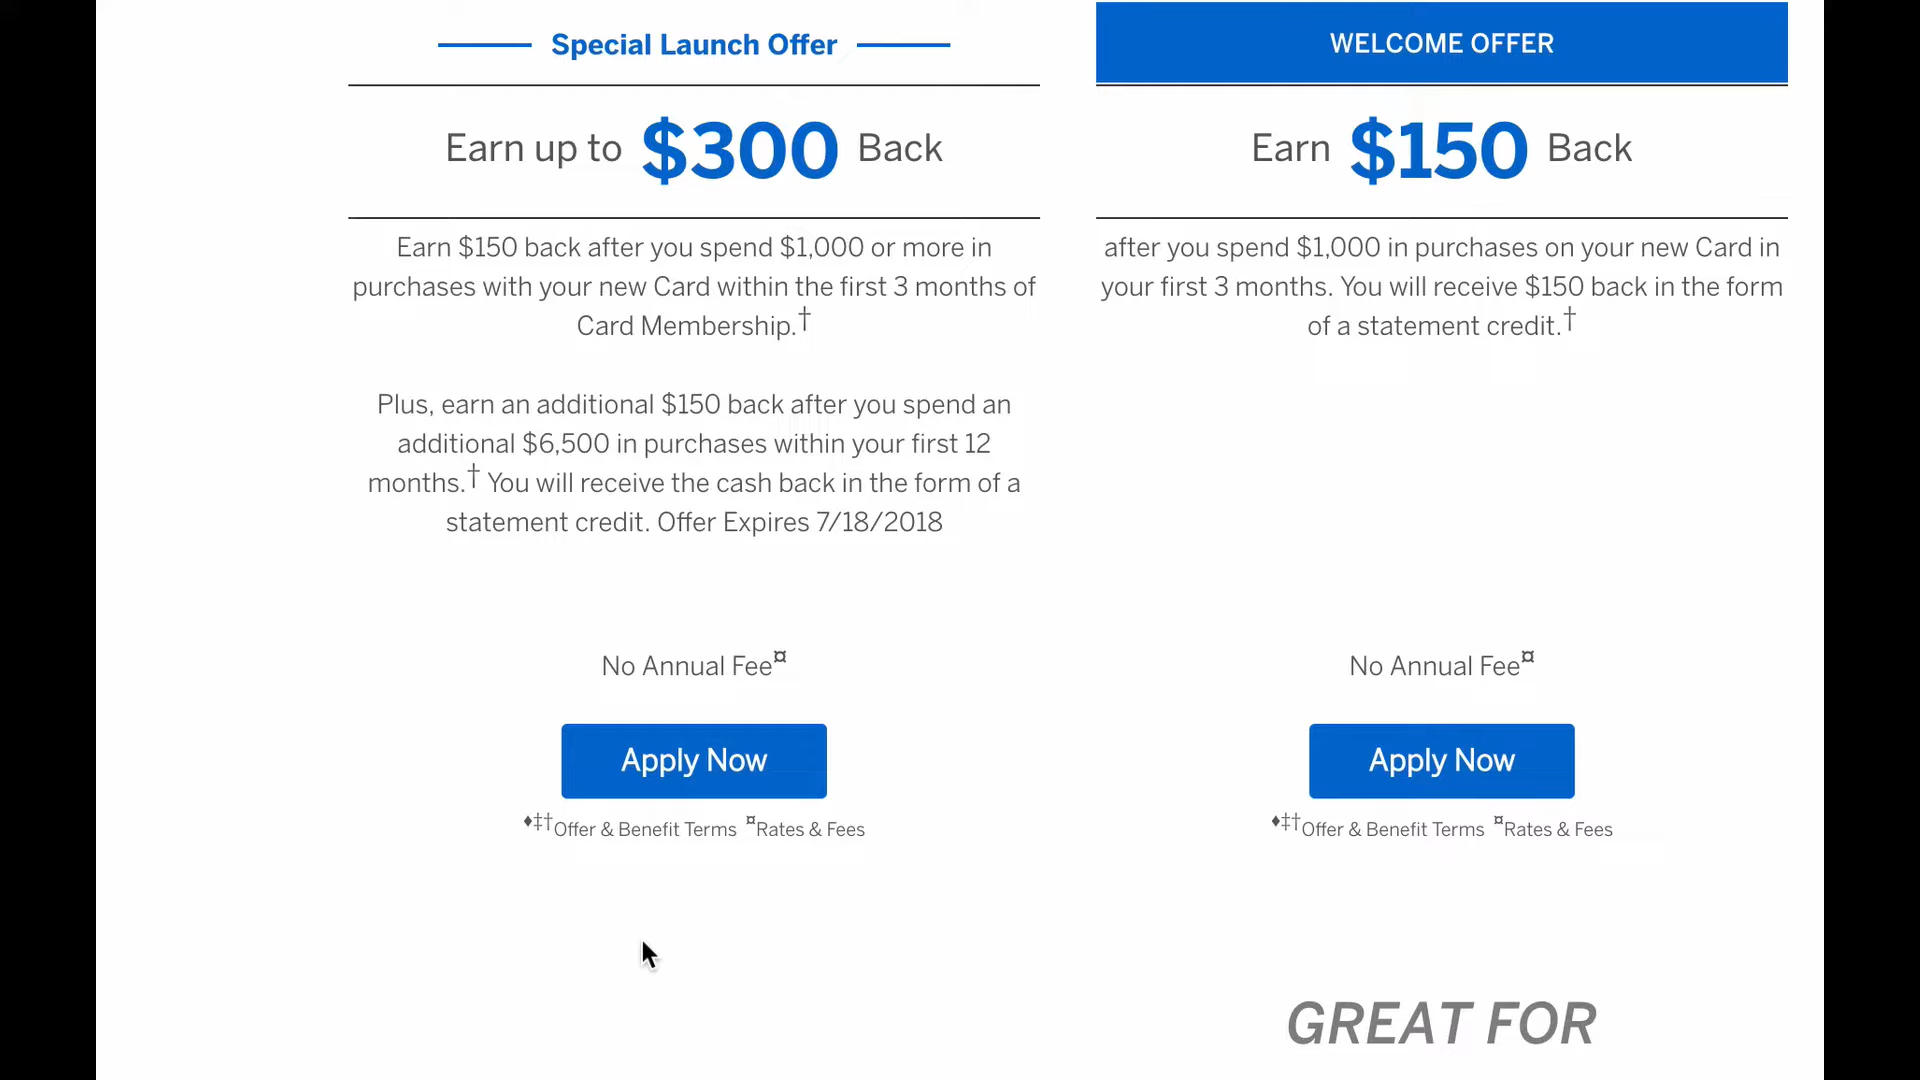 Special Launch Offer
Earn up to $300 Back
Earn $150 back after you spend $1,000 or more in
purchases with your new Card within the first 3 months of
Card Membership.†
Plus, earn an additional $150 back after you spend an
additional $6,500 in purchases within your first 12
months.† You will receive the cash back in the form of a
statement credit. Offer Expires 7/18/2018
No Annual Fee¤
Apply Now
♦‡†Offer & Benefit Terms ¤Rates & Fees
WELCOME OFFER
Earn $150 Back
after you spend $1,000 in purchases on your new Card in
your first 3 months. You will receive $150 back in the form
of a statement credit.†
No Annual Fee¤
Apply Now
♦‡†Offer & Benefit Terms ¤Rates & Fees
GREAT FOR